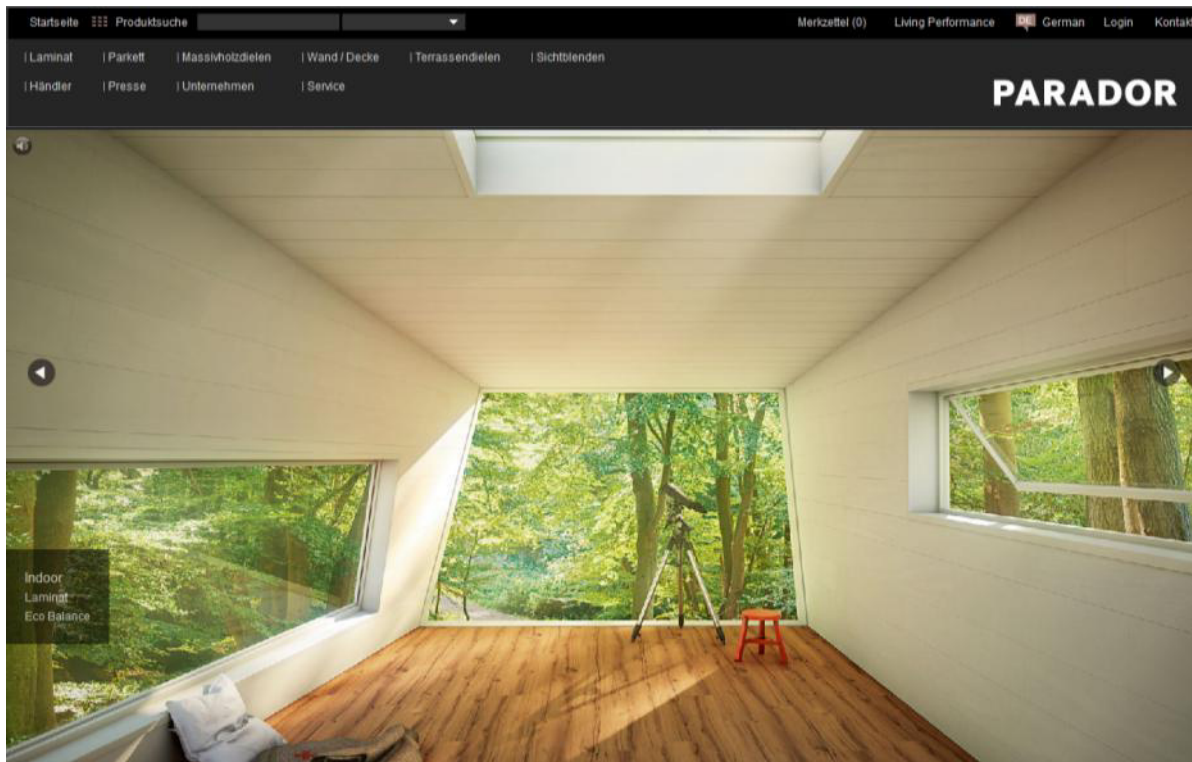 Startseite Produktsuche Merkzettel (0) Living Performance DE German Login Kontakt
| Laminat | Parkett | Massivholzdielen | Wand / Decke | Terrassendielen | Sichtblenden
| Händler | Presse | Unternehmen | Service
PARADOR
Indoor
Laminat
Eco Balance